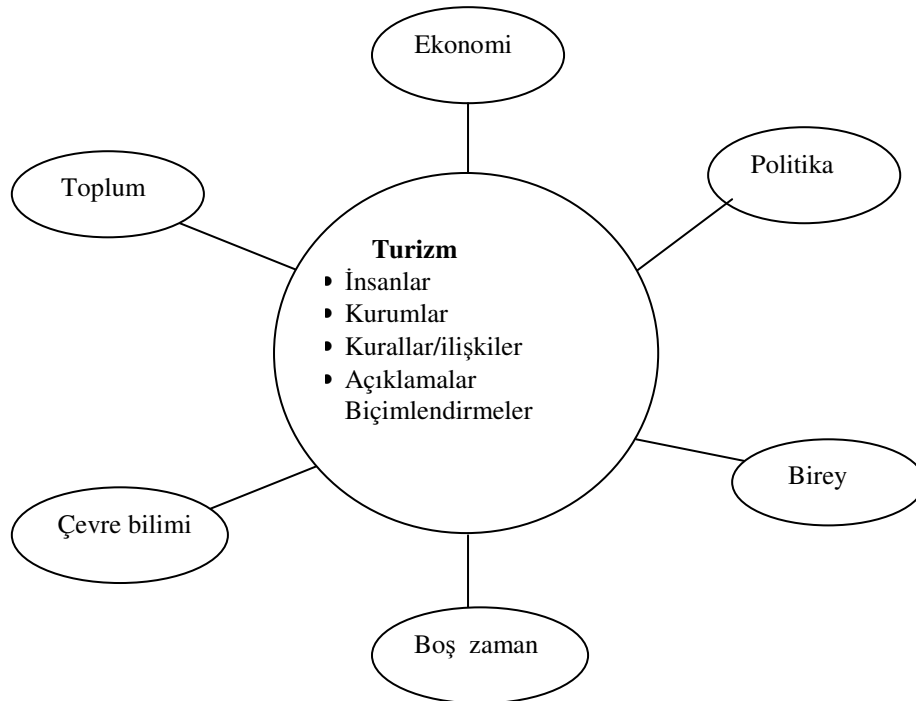 Ekonomi
Politika
Toplum
Turizm
• İnsanlar
• Kurumlar
• Kurallar/ilişkiler
• Açıklamalar
Biçimlendirmeler
Birey
Çevre bilimi
Boş zaman